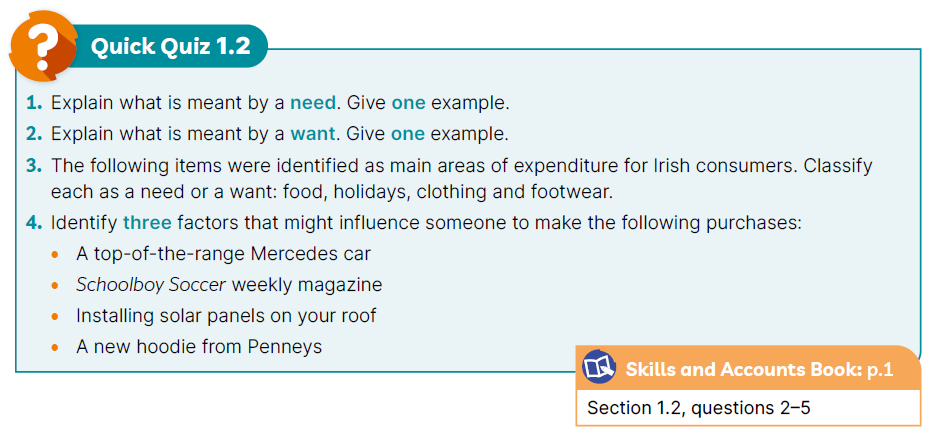 ?
Quick Quiz 1.2
1. Explain what is meant by a need. Give one example.
2. Explain what is meant by a want. Give one example.
3. The following items were identified as main areas of expenditure for Irish consumers. Classify
each as a need or a want: food, holidays, clothing and footwear.
4. Identify three factors that might influence someone to make the following purchases:
• A top-of-the-range Mercedes car
• Schoolboy Soccer weekly magazine
• Installing solar panels on your roof
• A new hoodie from Penneys
Skills and Accounts Book: p.1
Section 1.2, questions 2–5